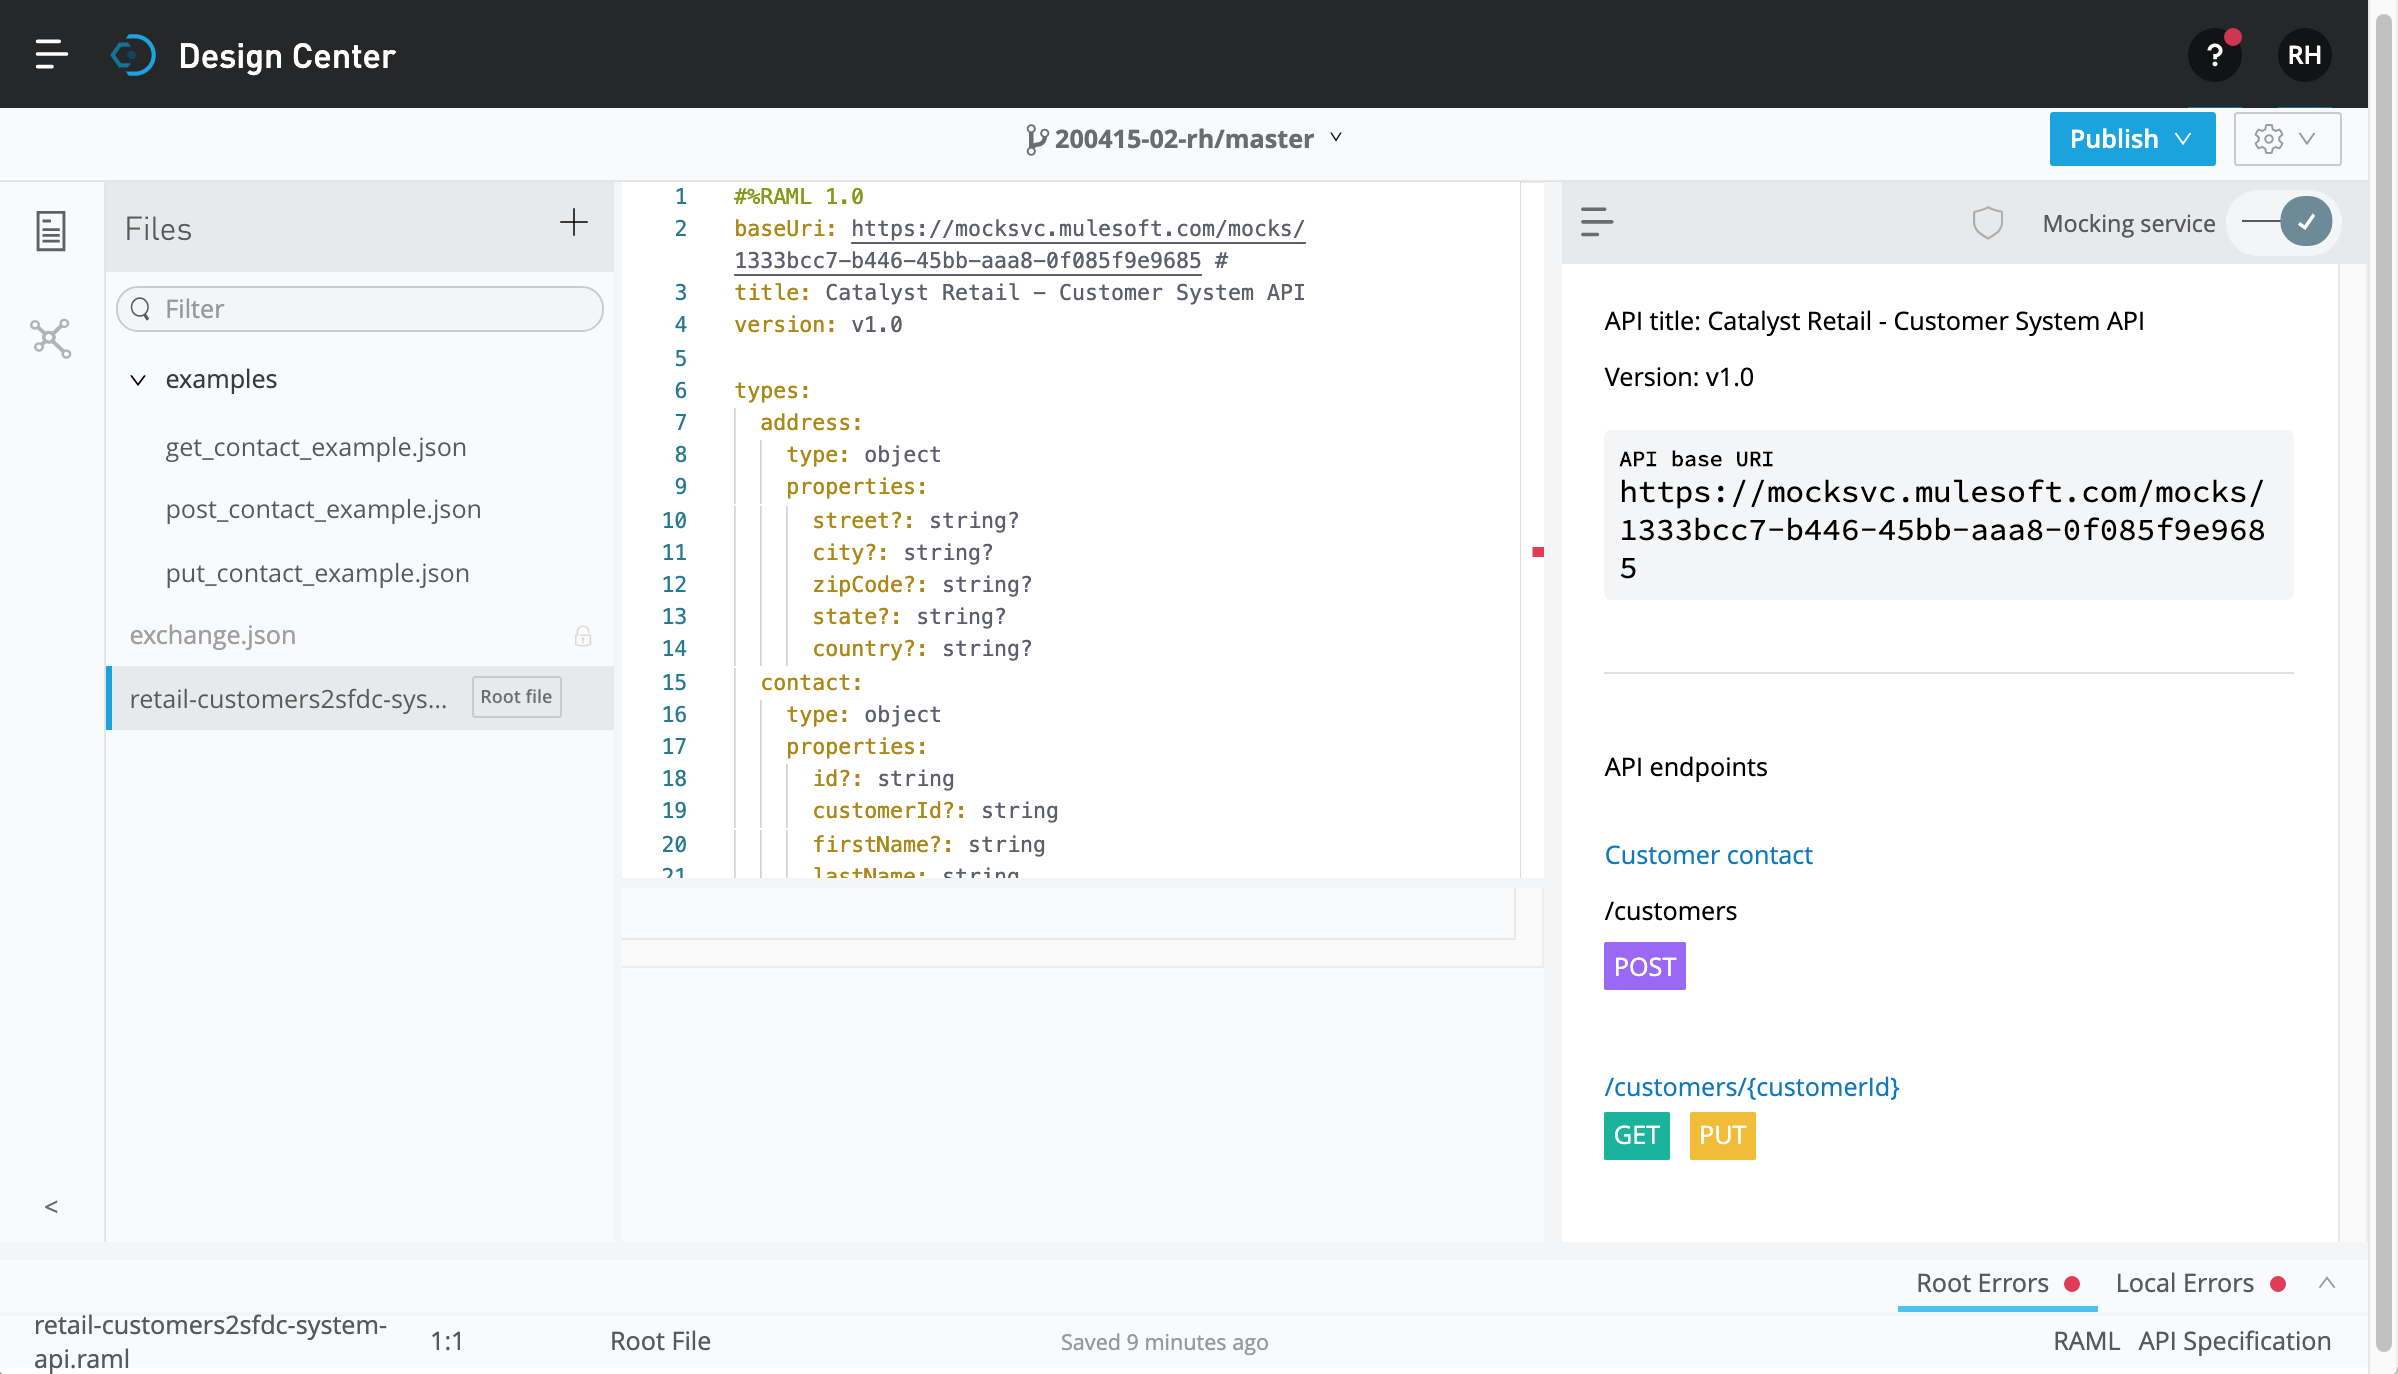 Design Center
?
RH
200415-02-rh/master
Publish
Files
Filter
examples
get_contact_example.json
post_contact_example.json
put_contact_example.json
exchange.json
retail-customers2sfdc-sys...
Root file
1 #%RAML 1.0
2 baseUri: https://mocksvc.mulesoft.com/mocks/
1333bcc7-b446-45bb-aaa8-0f085f9e9685 #
3 title: Catalyst Retail - Customer System API
4 version: v1.0
5
6 types:
7 address:
8 type: object
9 properties:
10 street?: string?
11 city?: string?
12 zipCode?: string?
13 state?: string?
14 country?: string?
15 contact:
16 type: object
17 properties:
18 id?: string
19 customerId?: string
20 firstName?: string
21 lastName: string
Mocking service
API title: Catalyst Retail - Customer System API
Version: v1.0
API base URI
https://mocksvc.mulesoft.com/mocks/
1333bcc7-b446-45bb-aaa8-0f085f9e968
5
API endpoints
Customer contact
/customers
POST
/customers/{customerId}
GET PUT
<
Root Errors
Local Errors
retail-customers2sfdc-system-
api.raml
1:1
Root File
Saved 9 minutes ago
RAML API Specification